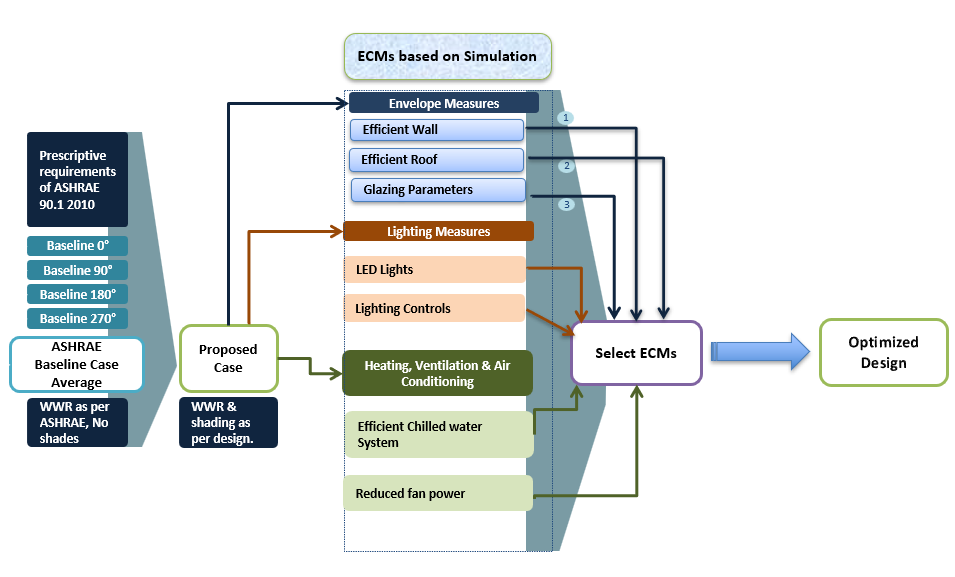 ECMs based on Simulation
Envelope Measures
Efficient Wall
1
Efficient Roof
2
Glazing Parameters
3
Lighting Measures
LED Lights
Lighting Controls
Heating, Ventilation & Air
Conditioning
Efficient Chilled water
System
Reduced fan power
Prescriptive
requirements
of ASHRAE
90.1 2010
Baseline 0°
Baseline 90°
Baseline 180°
Baseline 270°
ASHRAE
Baseline Case
Average
WWR as per
ASHRAE, No
shades
Proposed
Case
WWR &
shading as
per design.
Select ECMs
Optimized
Design